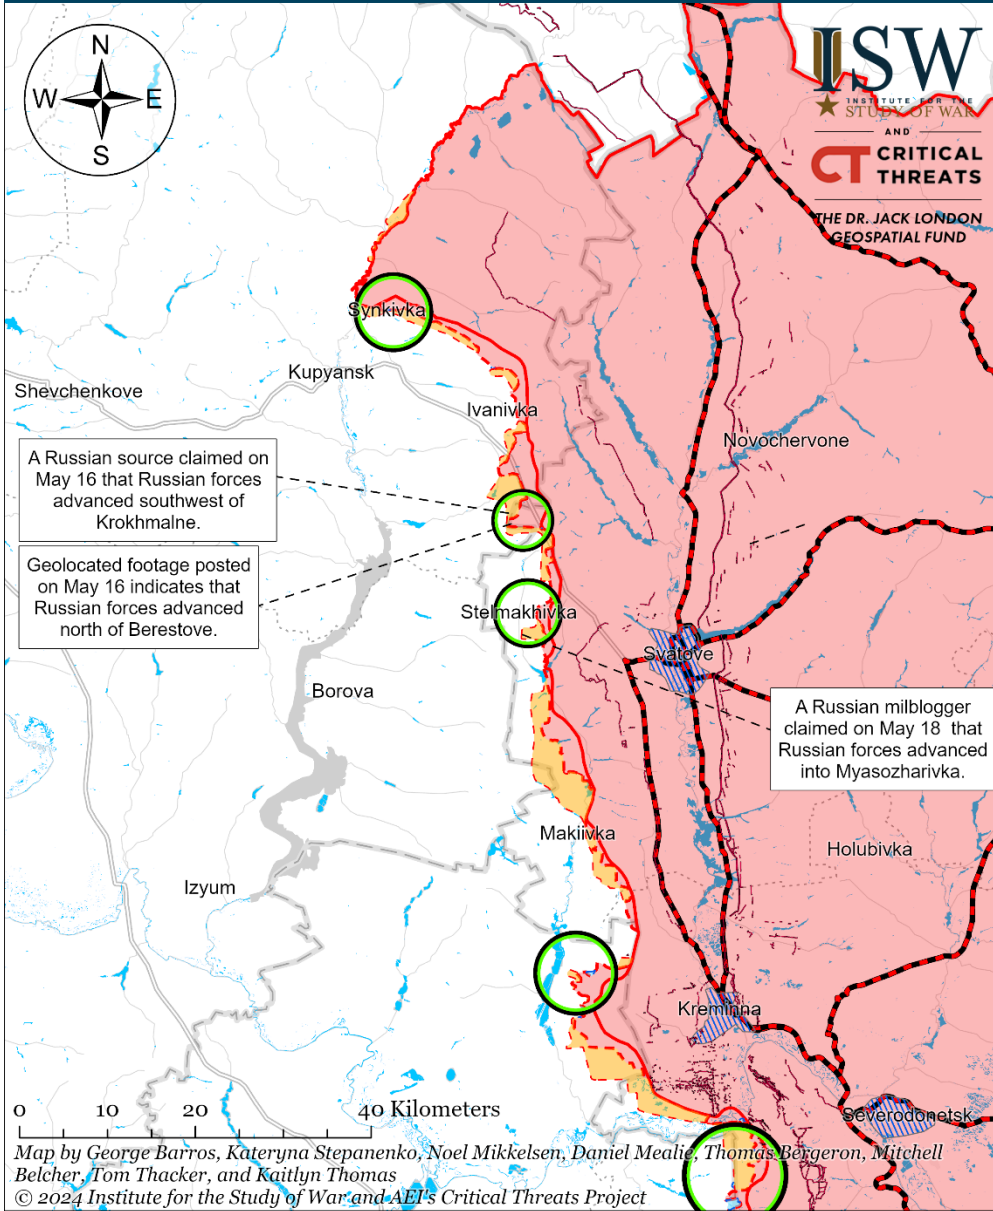 N
W E
S
ISW
INSTITUTE FOR THE
STUDY OF WAR
AND
CT CRITICAL
THREATS
THE DR. JACK LONDON
GEOSPATIAL FUND
Synkivka
Kupyansk
Shevchenkove
Ivanivka
Novochervone
A Russian source claimed on
May 16 that Russian forces
advanced southwest of
Krokhmalne.
Geolocated footage posted
on May 16 indicates that
Russian forces advanced
north of Berestove.
Stelmakhivka
Svatove
Borova
A Russian milblogger
claimed on May 18 that
Russian forces advanced
into Myasozharivka.
Makiivka
Holubivka
Izyum
Kreminna
Severodonetsk
0 10 20 40 Kilometers
Map by George Barros, Kateryna Stepanenko, Noel Mikkelsen, Daniel Mealie, Thomas Bergeron, Mitchell
Belcher, Tom Thacker, and Kaitlyn Thomas
© 2024 Institute for the Study of War and AEI's Critical Threats Project